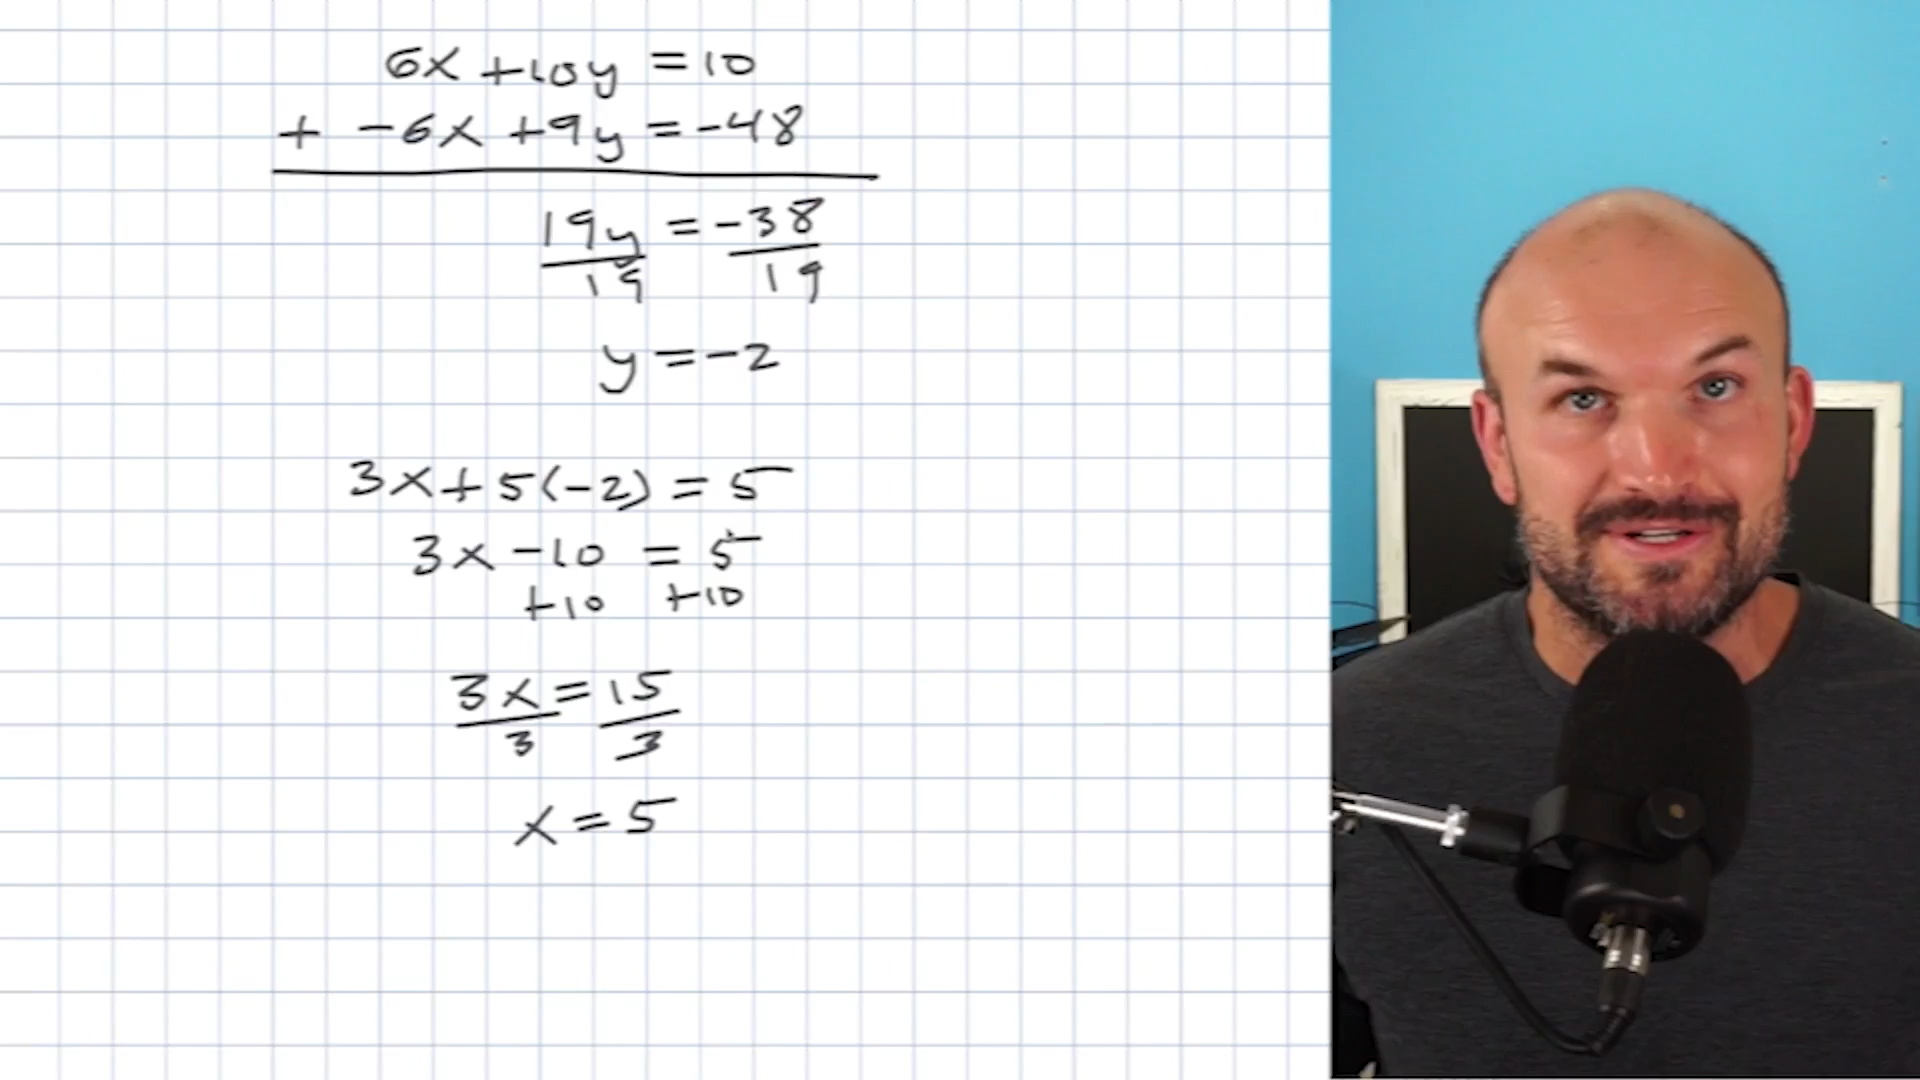 6x +10y = 10
+ -6x +9y = -48
19y = -38
19 19
y = -2
3x + 5(-2) = 5
3x - 10 = 5
+10 +10
3x = 15
3 3
x = 5